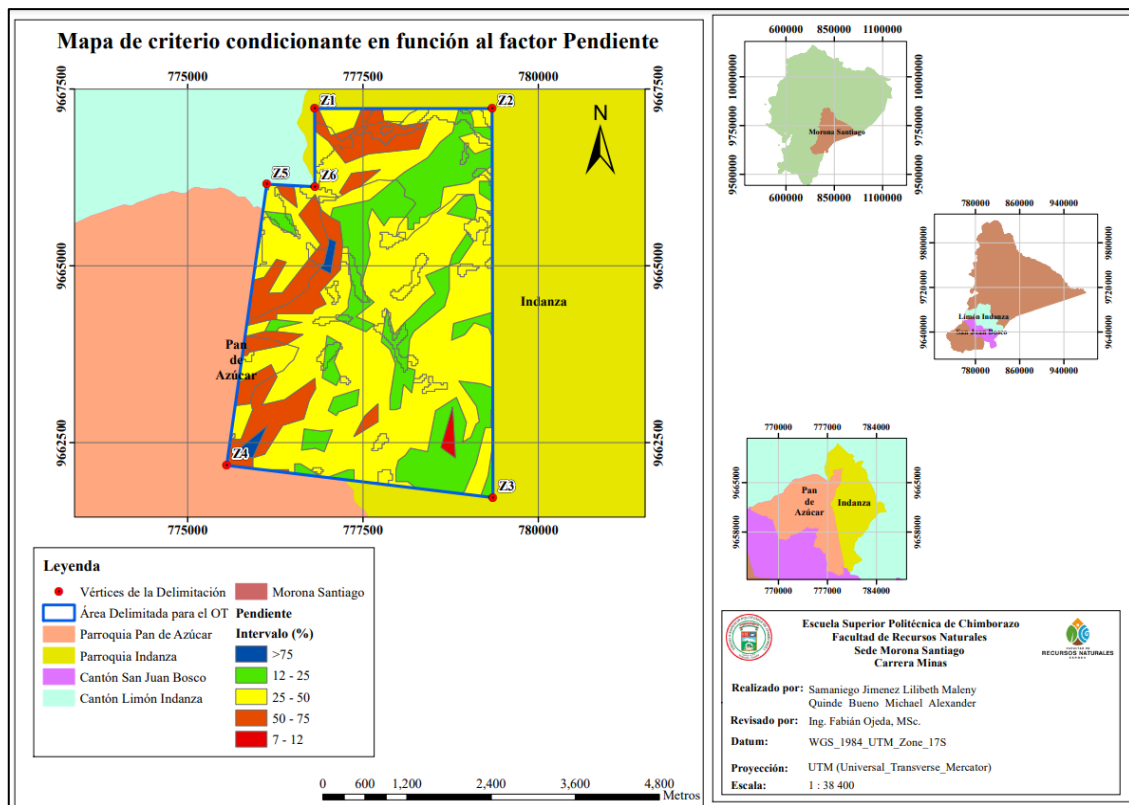 Mapa de criterio condicionante en función al factor Pendiente
775000 777500 780000
9667500 9667500
Z1 Z2
N
Z5
Z6
9665000 9665000
Indanza
Pan
de
Azúcar
9662500 9662500
Z4
Z3
775000 777500 780000
Leyenda
Vértices de la Delimitación
Área Delimitada para el OT
Parroquia Pan de Azúcar
Parroquia Indanza
Cantón San Juan Bosco
Cantón Limón Indanza
Morona Santiago
Pendiente
Intervalo (%)
>75
12 - 25
25 - 50
50 - 75
7 - 12
0 600 1,200 2,400 3,600 4,800
Metros
600000 850000 1100000
10000000 10000000
9750000 9750000
Morona Santiago
9500000 9500000
600000 850000 1100000
780000 860000 940000
9800000 9800000
9720000 9720000
Limón Indanza
9640000 San Juan Bosco 9640000
780000 860000 940000
770000 777000 784000
9665000 9665000
Pan
de
Azúcar
Indanza
9658000 9658000
770000 777000 784000
Escuela Superior Politécnica de Chimborazo
Facultad de Recursos Naturales
Sede Morona Santiago
Carrera Minas
RECURSOS NATURALES
Realizado por: Samaniego Jimenez Lilibeth Maleny
Quinde Bueno Michael Alexander
Revisado por: Ing. Fabián Ojeda, MSc.
Datum: WGS_1984_UTM_Zone_17S
Proyección: UTM (Universal_Transverse_Mercator)
Escala: 1 : 38 400